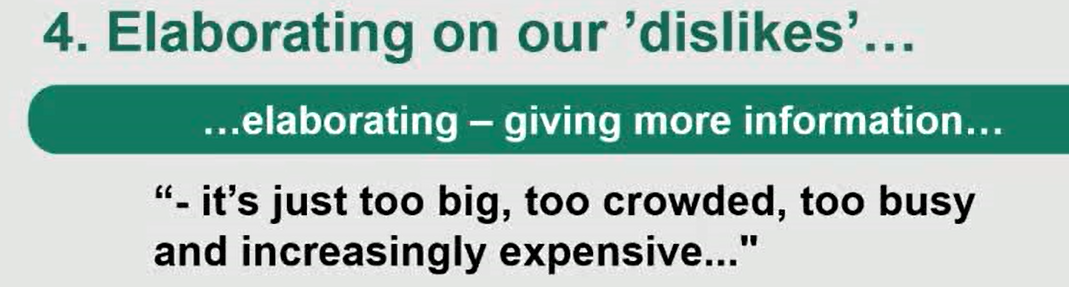 4. Elaborating on our ’dislikes’...
...elaborating – giving more information...
“- it’s just too big, too crowded, too busy
and increasingly expensive..."